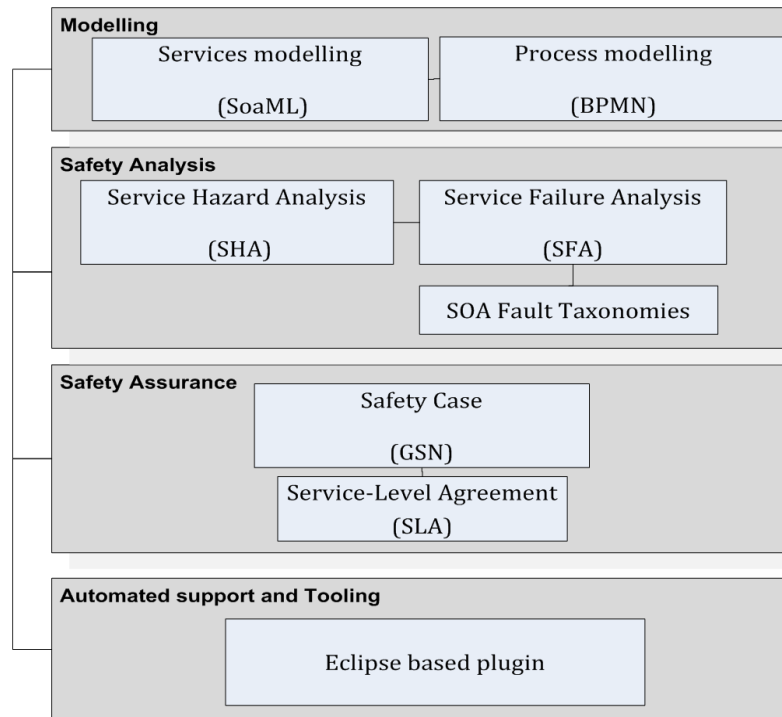 Modelling
Services modelling
(SoaML)
Process modelling
(BPMN)
Safety Analysis
Service Hazard Analysis
(SHA)
Service Failure Analysis
(SFA)
SOA Fault Taxonomies
Safety Assurance
Safety Case
(GSN)
Service-Level Agreement
(SLA)
Automated support and Tooling
Eclipse based plugin